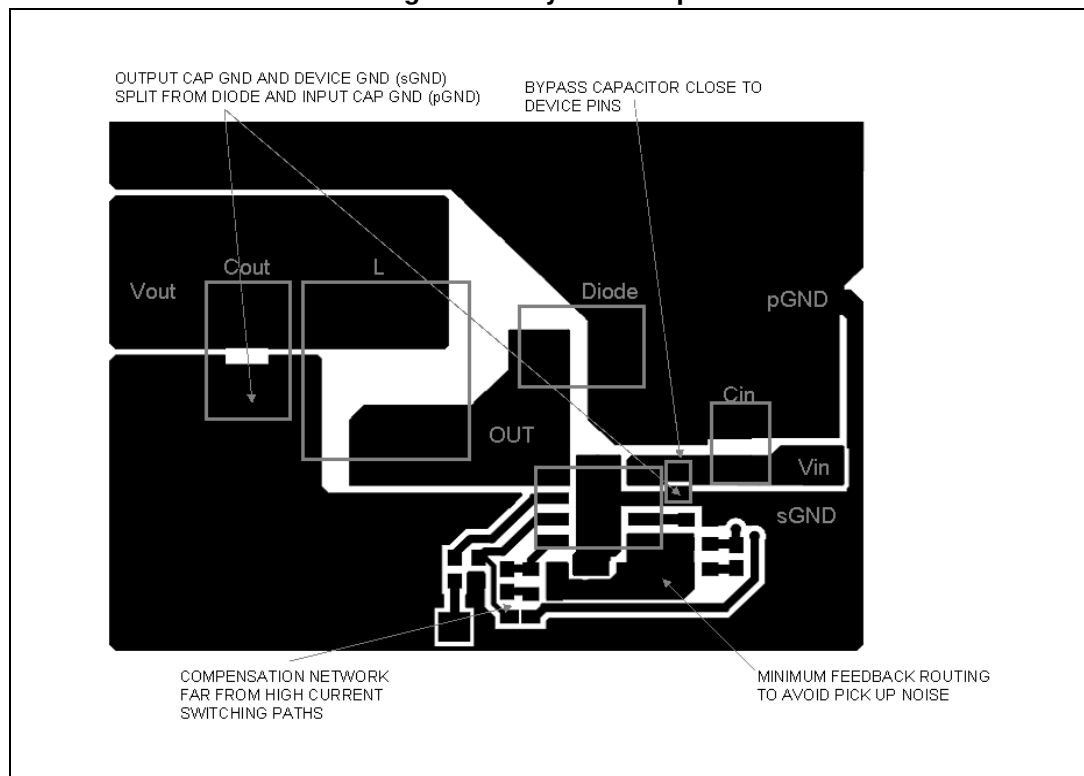 OUTPUT CAP GND AND DEVICE GND (sGND)
SPLIT FROM DIODE AND INPUT CAP GND (pGND)
BYPASS CAPACITOR CLOSE TO
DEVICE PINS
Cout
L
Vout
Diode
pGND
Cin
OUT
Vin
sGND
COMPENSATION NETWORK
FAR FROM HIGH CURRENT
SWITCHING PATHS
MINIMUM FEEDBACK ROUTING
TO AVOID PICK UP NOISE